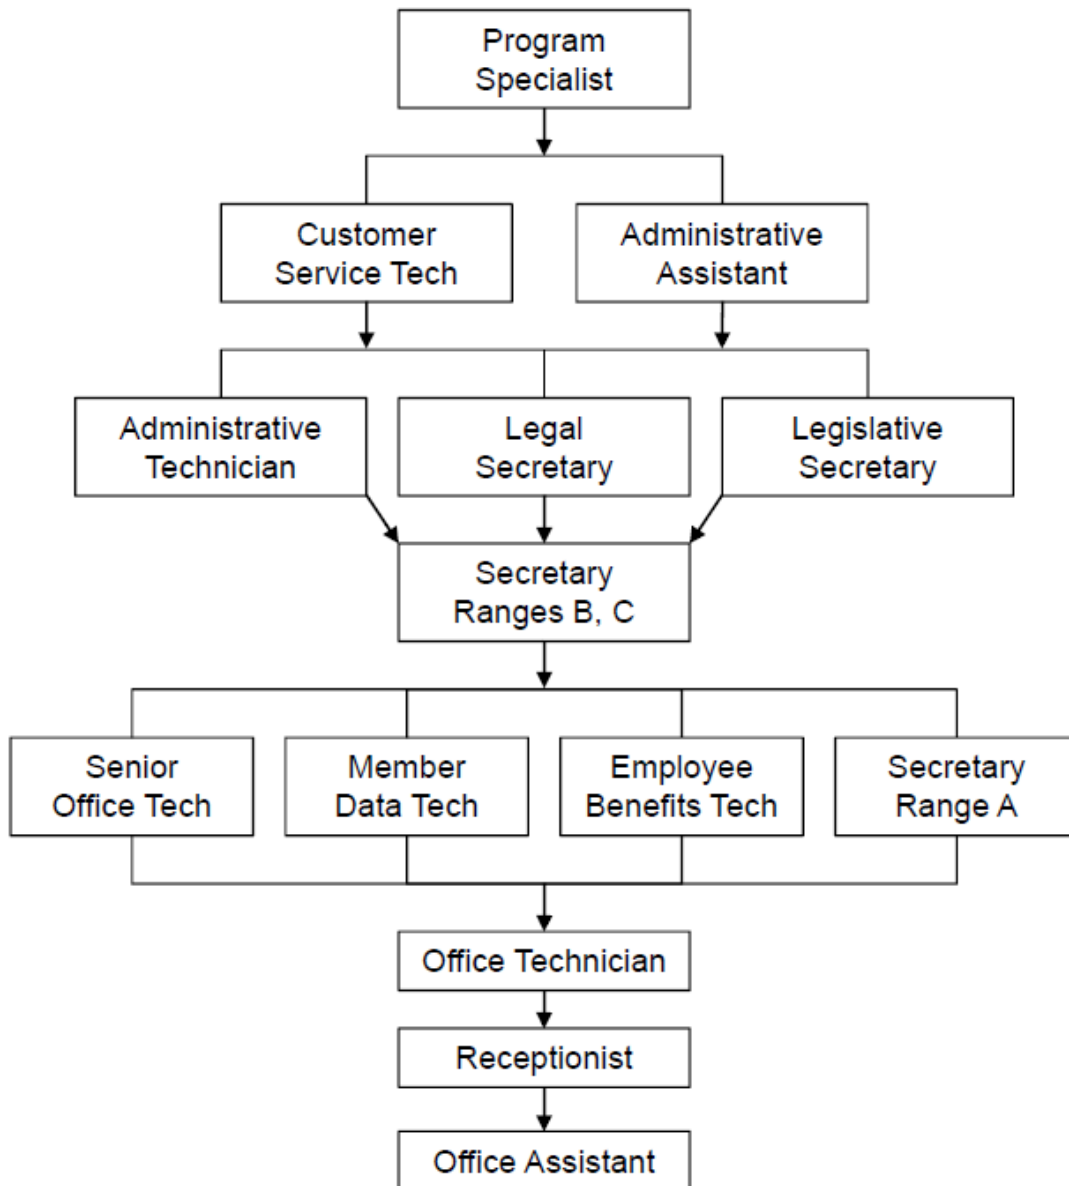 Program
Specialist
Customer
Service Tech
Administrative
Assistant
Administrative
Technician
Legal
Secretary
Legislative
Secretary
Secretary
Ranges B, C
Senior
Office Tech
Member
Data Tech
Employee
Benefits Tech
Secretary
Range A
Office Technician
Receptionist
Office Assistant